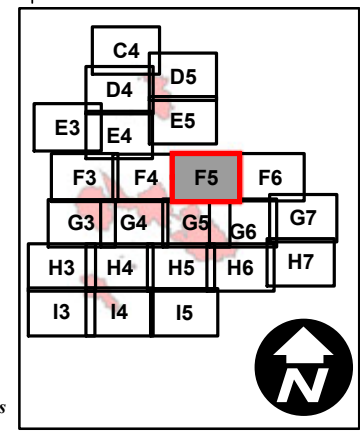 C4
D4 D5
E3 E4 E5
F3 F4 F5 F6
G3 G4 G5 G6 G7
H3 H4 H5 H6 H7
I3 I4 I5
N
s